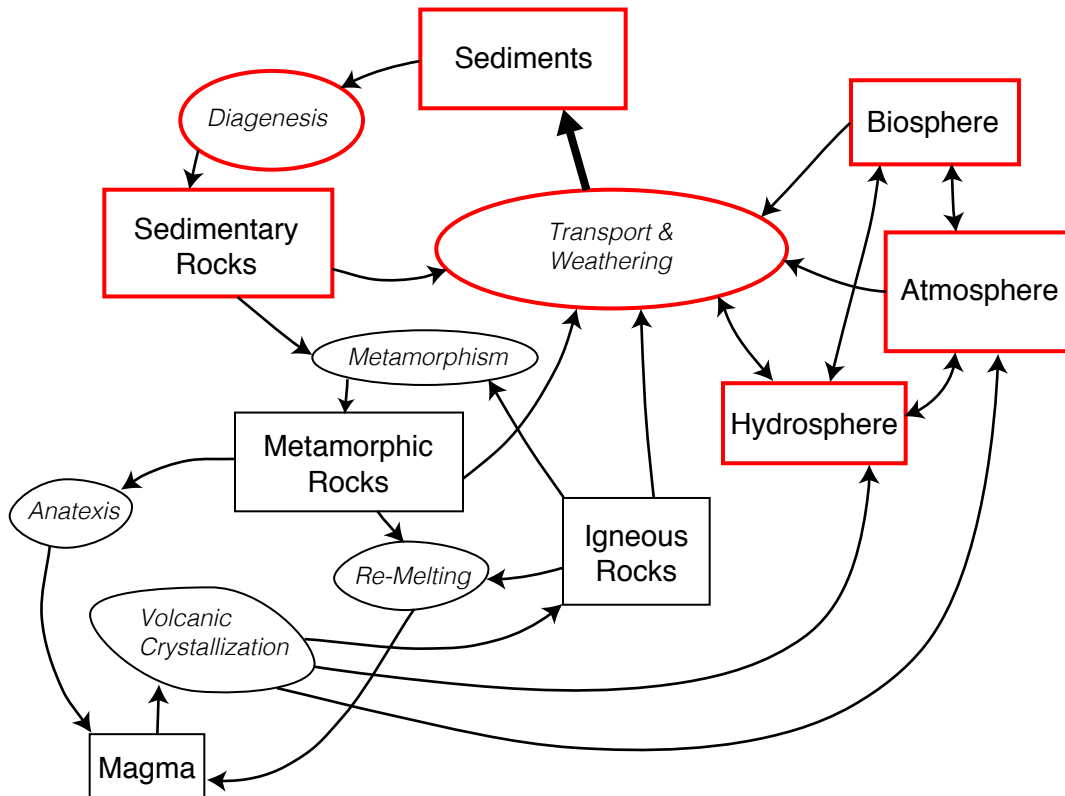 Sediments
Diagenesis
Biosphere
Sedimentary
Rocks
Transport &
Weathering
Atmosphere
Metamorphism
Hydrosphere
Metamorphic
Rocks
Anatexis
Igneous
Rocks
Re-Melting
Volcanic
Crystallization
Magma